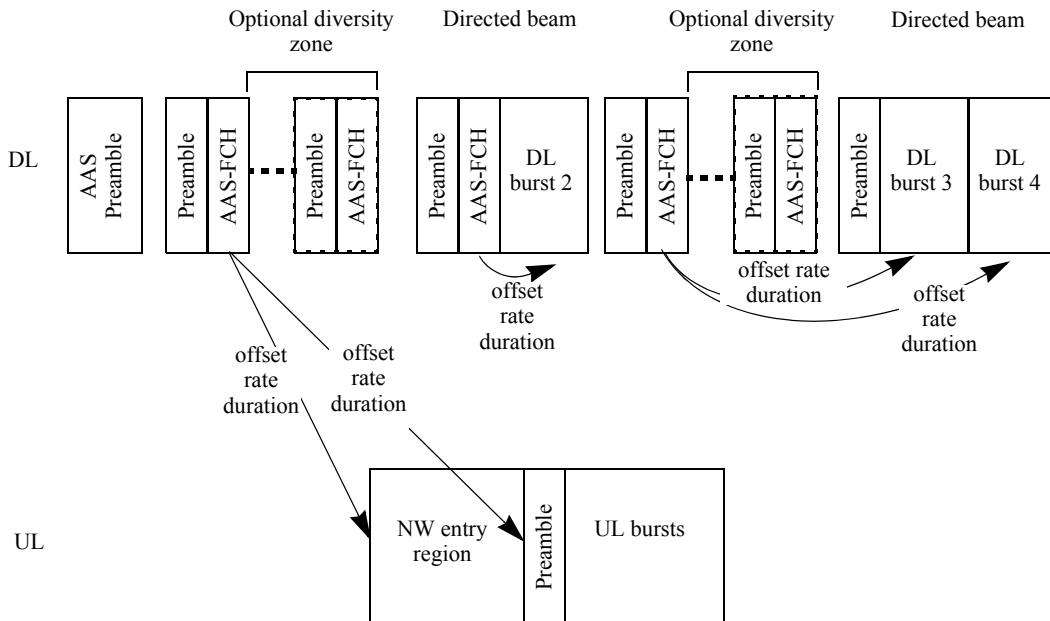 Optional diversity
zone
Directed beam
Optional diversity
zone
Directed beam
DL
AAS
Preamble
Preamble
AAS-FCH
Preamble
AAS-FCH
Preamble
AAS-FCH
DL
burst 2
Preamble
AAS-FCH
Preamble
AAS-FCH
Preamble
DL
burst 3
DL
burst 4
offset
rate
duration
offset rate
duration
offset
rate
duration
offset
rate
duration
offset
rate
duration
UL
NW entry
region
Preamble
UL bursts